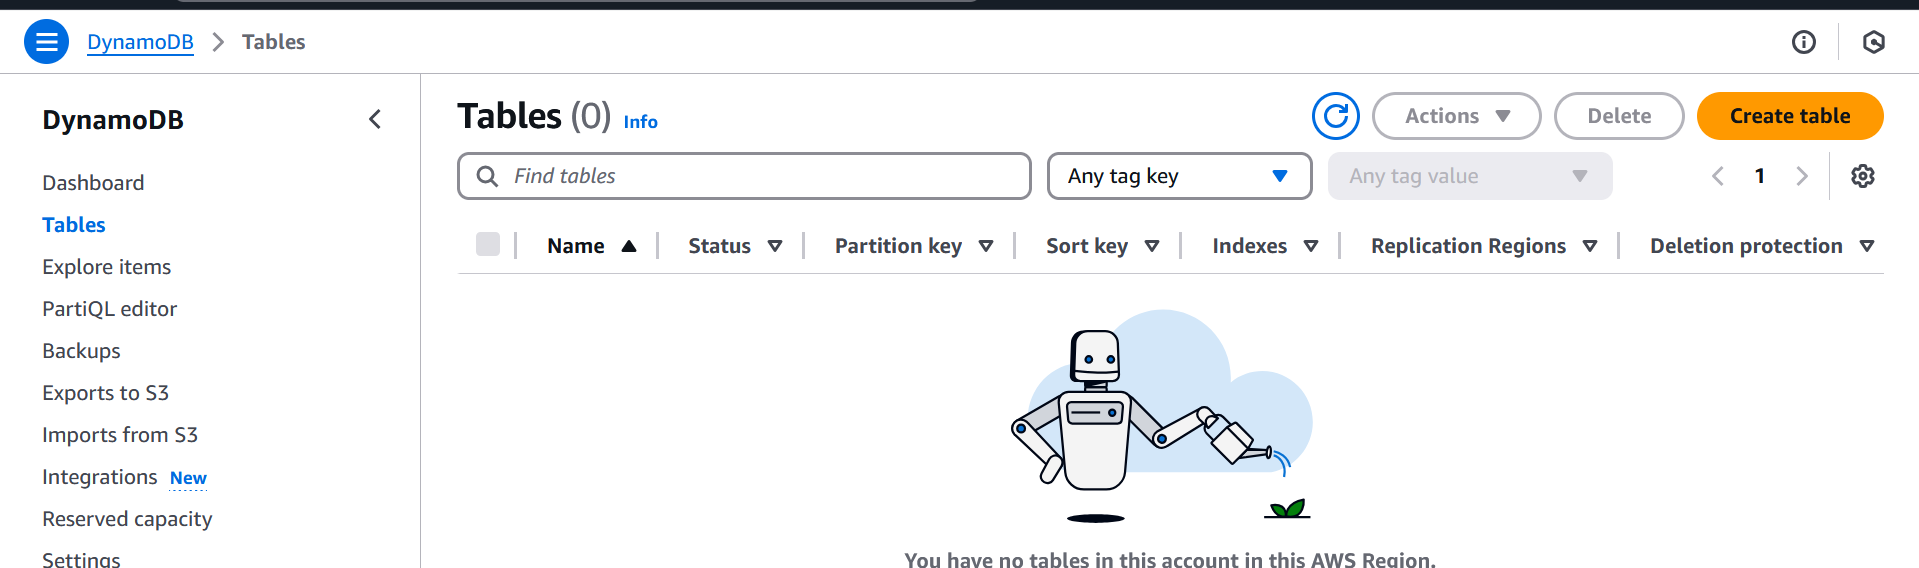 DynamoDB > Tables
DynamoDB
Dashboard
Tables
Explore items
PartiQL editor
Backups
Exports to S3
Imports from S3
Integrations New
Reserved capacity
Settings
Tables (0) Info
Actions Delete Create table
Find tables Any tag key Any tag value 1
Name Status Partition key Sort key Indexes Replication Regions Deletion protection
You have no tables in this account in this AWS Region.